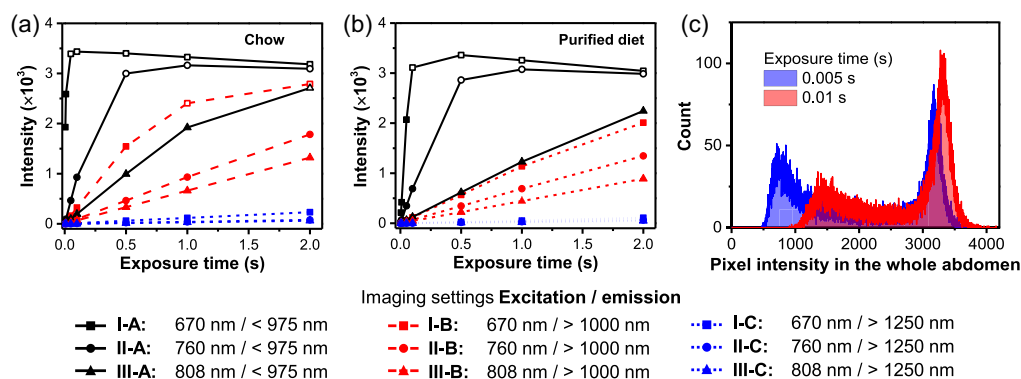 (a)
Chow
Intensity (×10³)
4
3
2
1
0
0.0 0.5 1.0 1.5 2.0
Exposure time (s)
(b)
Purified diet
Intensity (×10³)
4
3
2
1
0
0.0 0.5 1.0 1.5 2.0
Exposure time (s)
(c)
Exposure time (s)
0.005 s
0.01 s
Count
100
50
0
0 1000 2000 3000 4000
Pixel intensity in the whole abdomen
Imaging settings Excitation / emission
I-A: 670 nm / < 975 nm
II-A: 760 nm / < 975 nm
III-A: 808 nm / < 975 nm
I-B: 670 nm / > 1000 nm
II-B: 760 nm / > 1000 nm
III-B: 808 nm / > 1000 nm
I-C: 670 nm / > 1250 nm
II-C: 760 nm / > 1250 nm
III-C: 808 nm / > 1250 nm